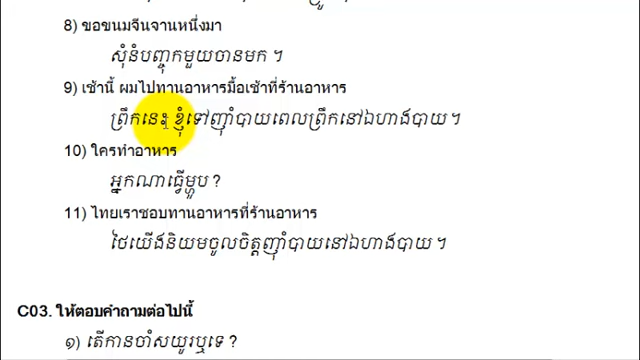 8) ขอขนมจีนจานหนึ่งมา
សុំនំបញ្ចុកមួយចានមក ។
9) เช้านี้ ผมไปทานอาหารมื้อเช้าที่ร้านอาหาร
ព្រឹកនេះ ខ្ញុំទៅញ៉ាំបាយពេលព្រឹកនៅឯហាងបាយ ។
10) ใครทำอาหาร
អ្នកណាធ្វើម្ហូប ?
11) ไทยเราชอบทานอาหารที่ร้านอาหาร
ថៃយើងនិយមចូលចិត្តញ៉ាំបាយនៅឯហាងបាយ ។
C03. ให้ตอบคำถามต่อไปนี้
១) តើកានចាំសយូរឬទេ ?